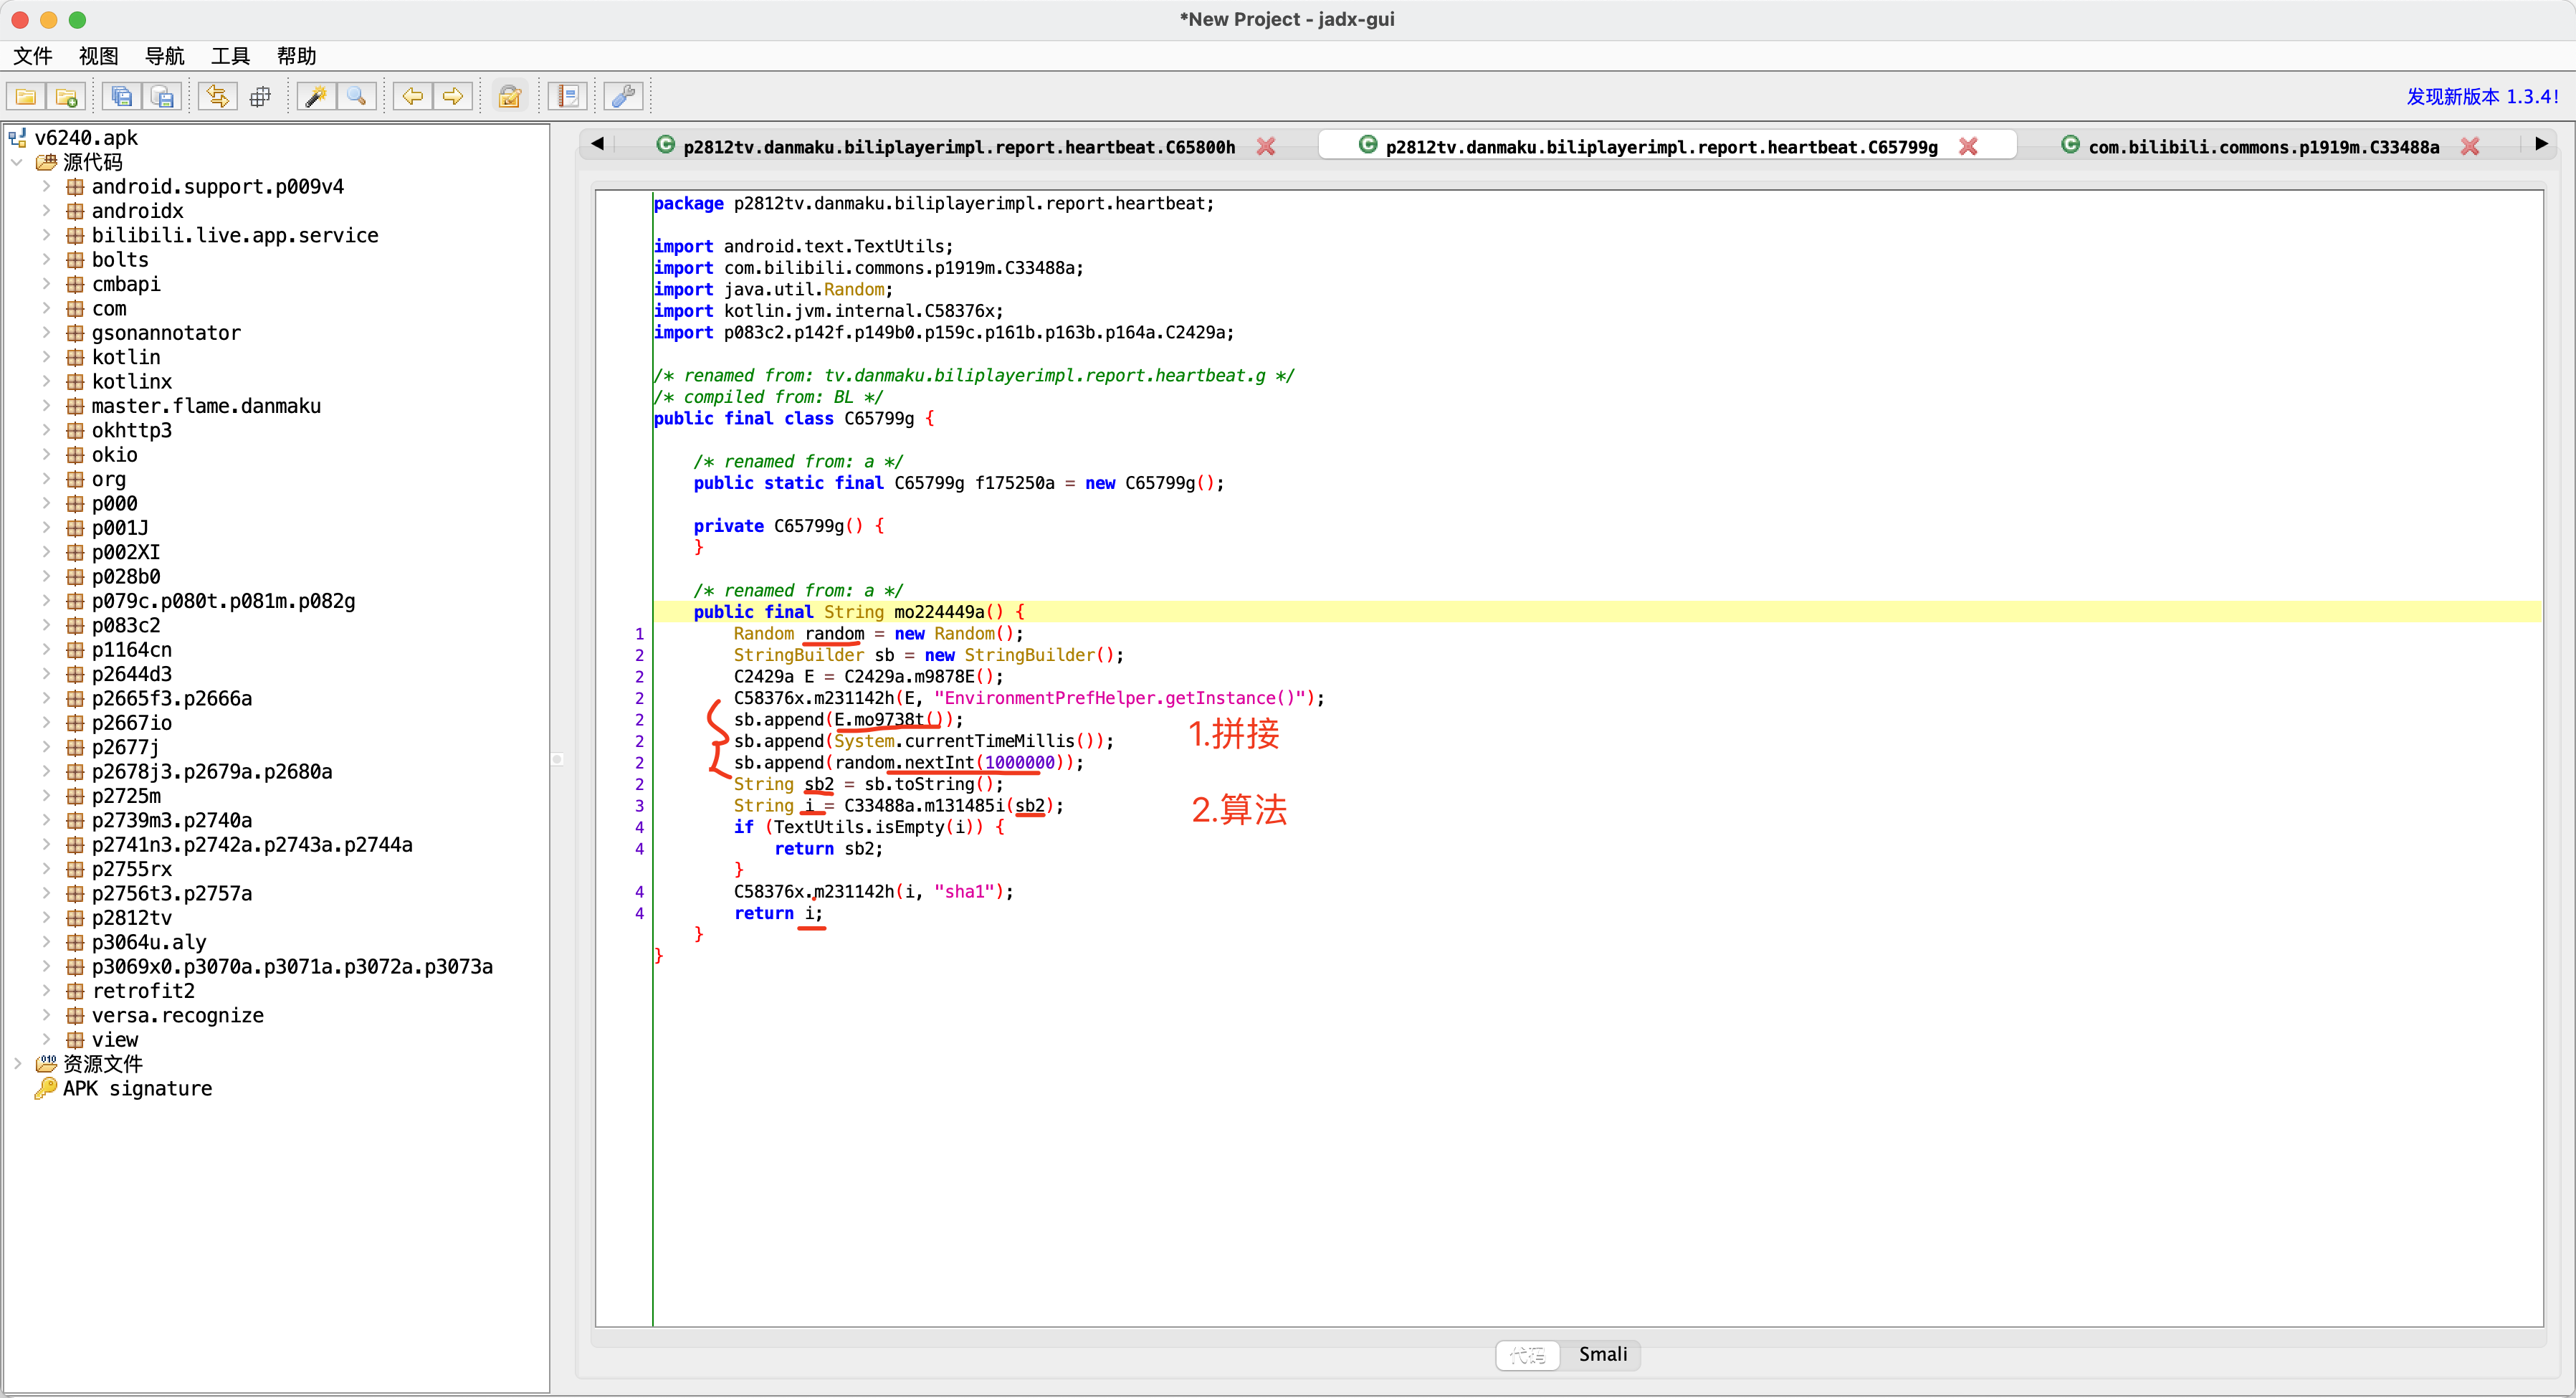 *New Project - jadx-gui
文件 视图 导航 工具 帮助
发现新版本 1.3.4!
v6240.apk
源代码
android.support.p009v4
androidx
bilibili.live.app.service
bolts
cmbapi
com
gsonannotator
kotlin
kotlinx
master.flame.danmaku
okhttp3
okio
org
p000
p001J
p002XI
p028b0
p079c.p080t.p081m.p082g
p083c2
p1164cn
p2644d3
p2665f3.p2666a
p2667io
p2677j
p2678j3.p2679a.p2680a
p2725m
p2739m3.p2740a
p2741n3.p2742a.p2743a.p2744a
p2755rx
p2756t3.p2757a
p2812tv
p3064u.aly
p3069x0.p3070a.p3071a.p3072a.p3073a
retrofit2
versa.recognize
view
资源文件
APK signature
p2812tv.danmaku.biliplayerimpl.report.heartbeat.C65800h
p2812tv.danmaku.biliplayerimpl.report.heartbeat.C65799g
com.bilibili.commons.p1919m.C33488a
package p2812tv.danmaku.biliplayerimpl.report.heartbeat;
import android.text.TextUtils;
import com.bilibili.commons.p1919m.C33488a;
import java.util.Random;
import kotlin.jvm.internal.C58376x;
import p083c2.p142f.p149b0.p159c.p161b.p163b.p164a.C2429a;
/* renamed from: tv.danmaku.biliplayerimpl.report.heartbeat.g */
/* compiled from: BL */
public final class C65799g {
/* renamed from: a */
public static final C65799g f175250a = new C65799g();
private C65799g() {
}
/* renamed from: a */
public final String mo224449a() {
1 Random random = new Random();
2 StringBuilder sb = new StringBuilder();
2 C2429a E = C2429a.m9878E();
2 C58376x.m231142h(E, "EnvironmentPrefHelper.getInstance()");
2 sb.append(E.mo9738t());
2 sb.append(System.currentTimeMillis());
1.拼接
2 sb.append(random.nextInt(1000000));
2 String sb2 = sb.toString();
3 String i = C33488a.m131485i(sb2);
2.算法
4 if (TextUtils.isEmpty(i)) {
4 return sb2;
}
4 C58376x.m231142h(i, "sha1");
4 return i;
}
}
代码 Smali